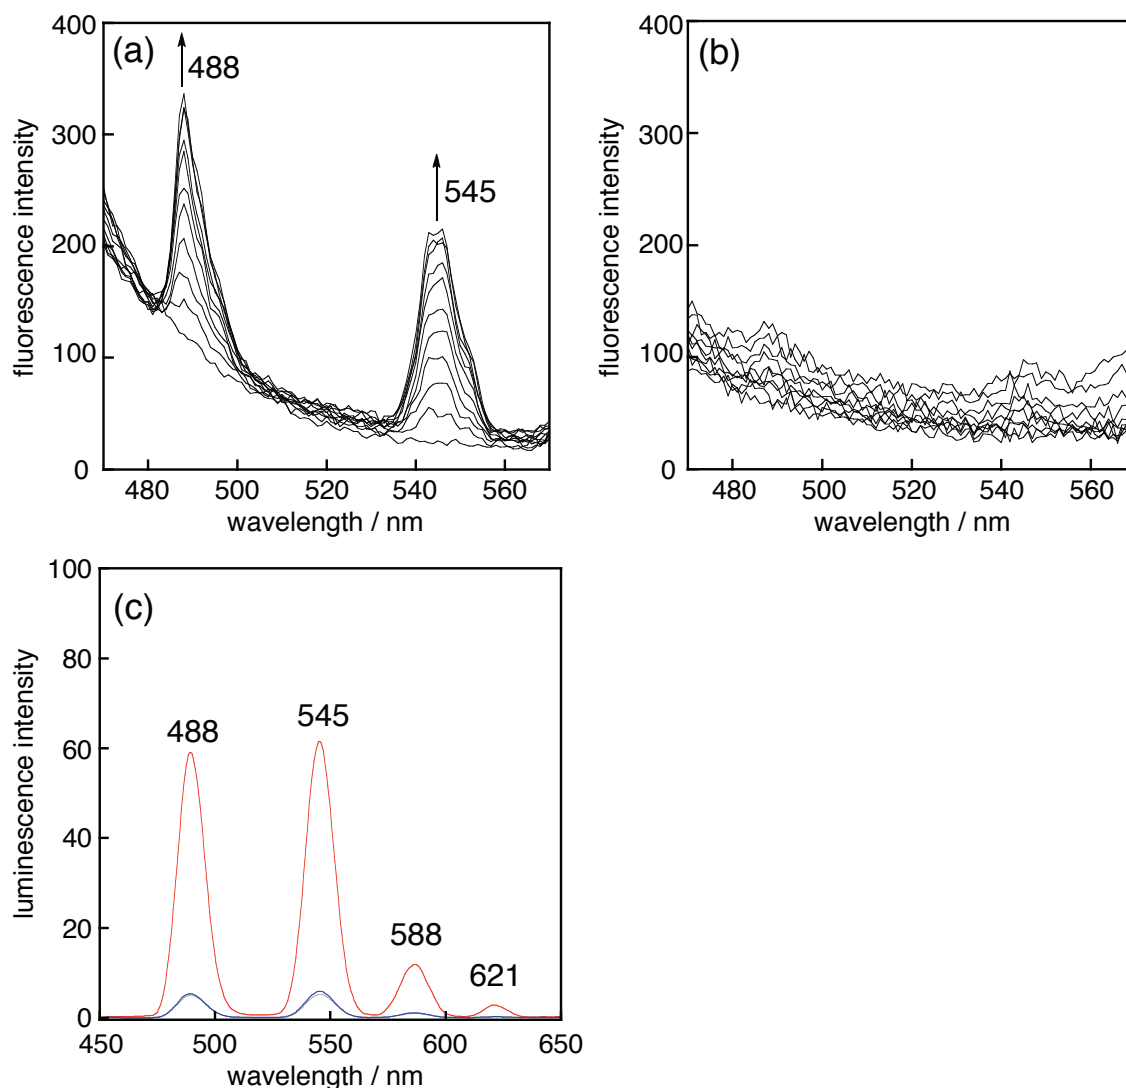 (a)
488
545
400
300
200
100
0
fluorescence intensity
480 500 520 540 560
wavelength / nm
(b)
400
300
200
100
0
fluorescence intensity
480 500 520 540 560
wavelength / nm
(c)
488
545
588
621
100
80
60
40
20
0
luminescence intensity
450 500 550 600 650
wavelength / nm